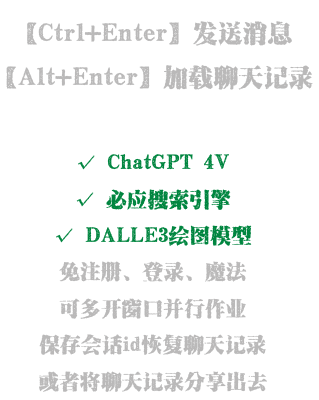 【Ctrl+Enter】发送消息
【Alt+Enter】加载聊天记录
✓ ChatGPT 4V
✓ 必应搜索引擎
✓ DALLE3绘图模型
免注册、登录、魔法
可多开窗口并行作业
保存会话id恢复聊天记录
或者将聊天记录分享出去